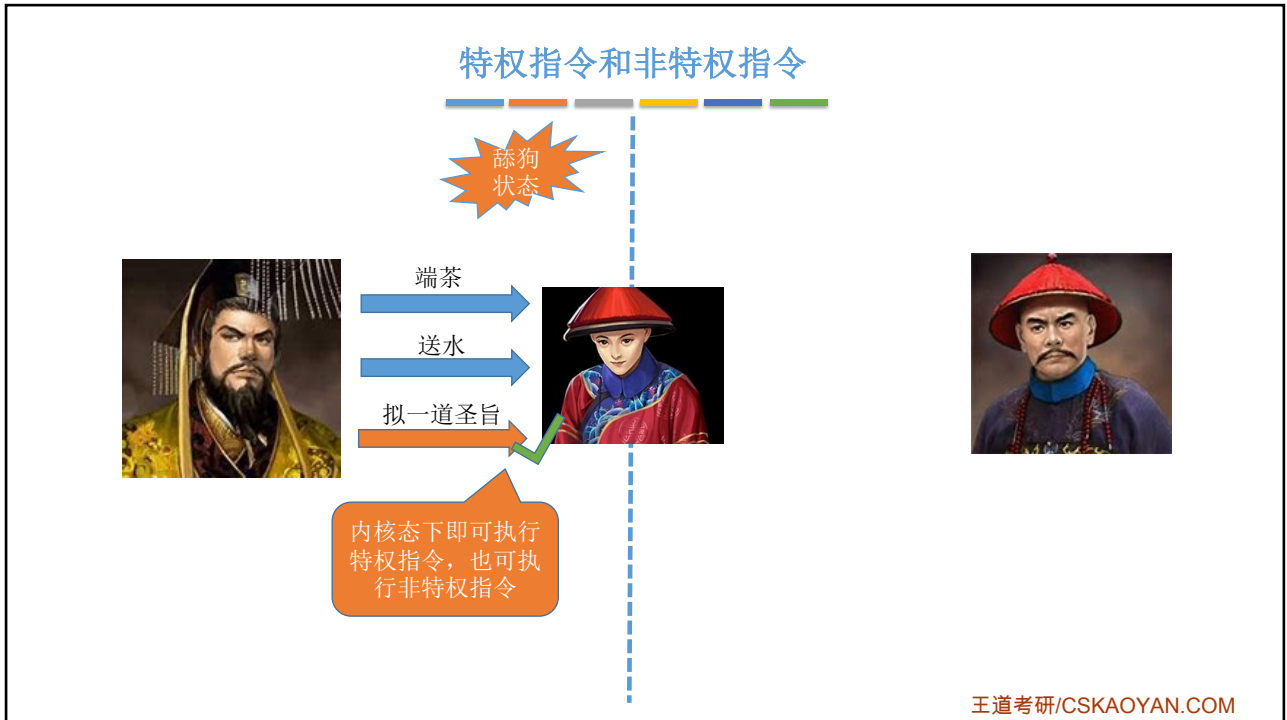 特权指令和非特权指令
舔狗
状态
端茶
送水
拟一道圣旨
内核态下即可执行
特权指令，也可执
行非特权指令
王道考研/CSKAOYAN.COM